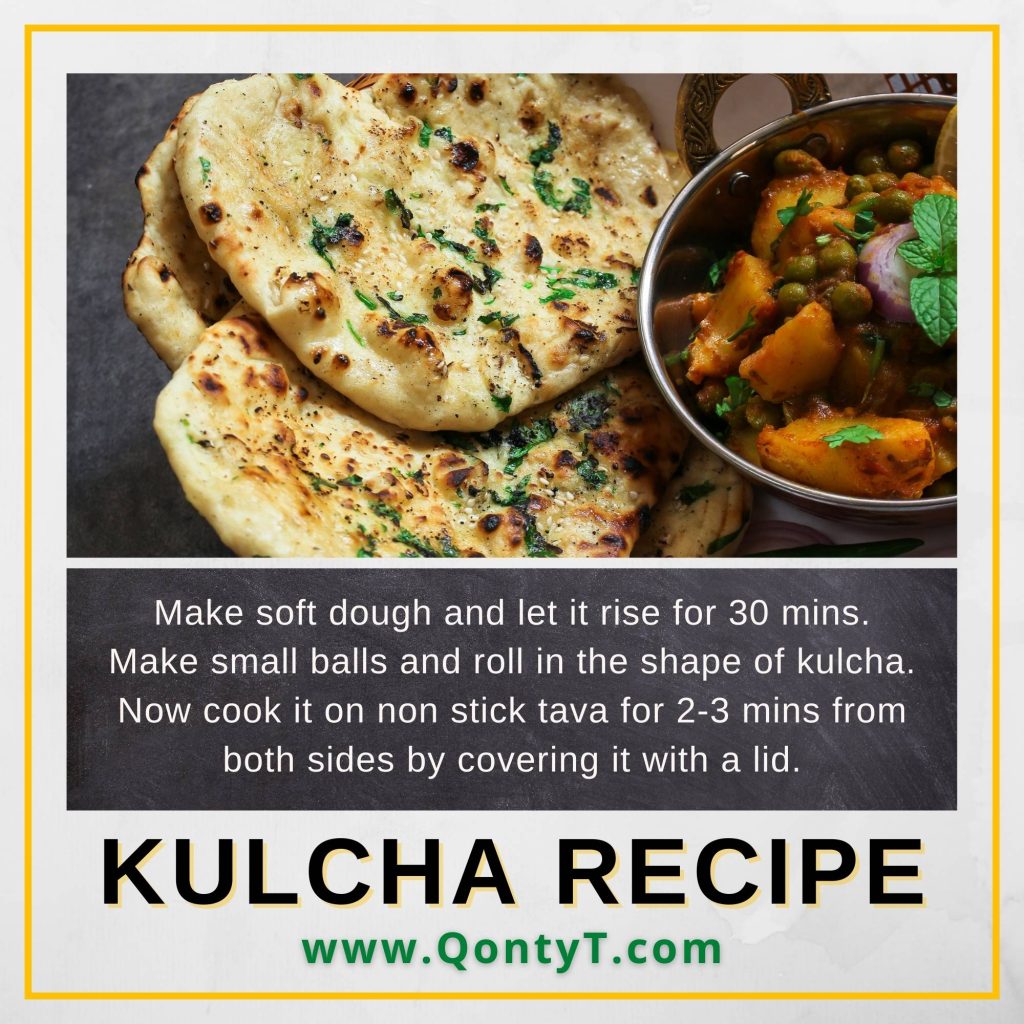 Make soft dough and let it rise for 30 mins.
Make small balls and roll in the shape of kulcha.
Now cook it on non stick tava for 2-3 mins from
both sides by covering it with a lid.
KULCHA RECIPE
www.QontyT.com